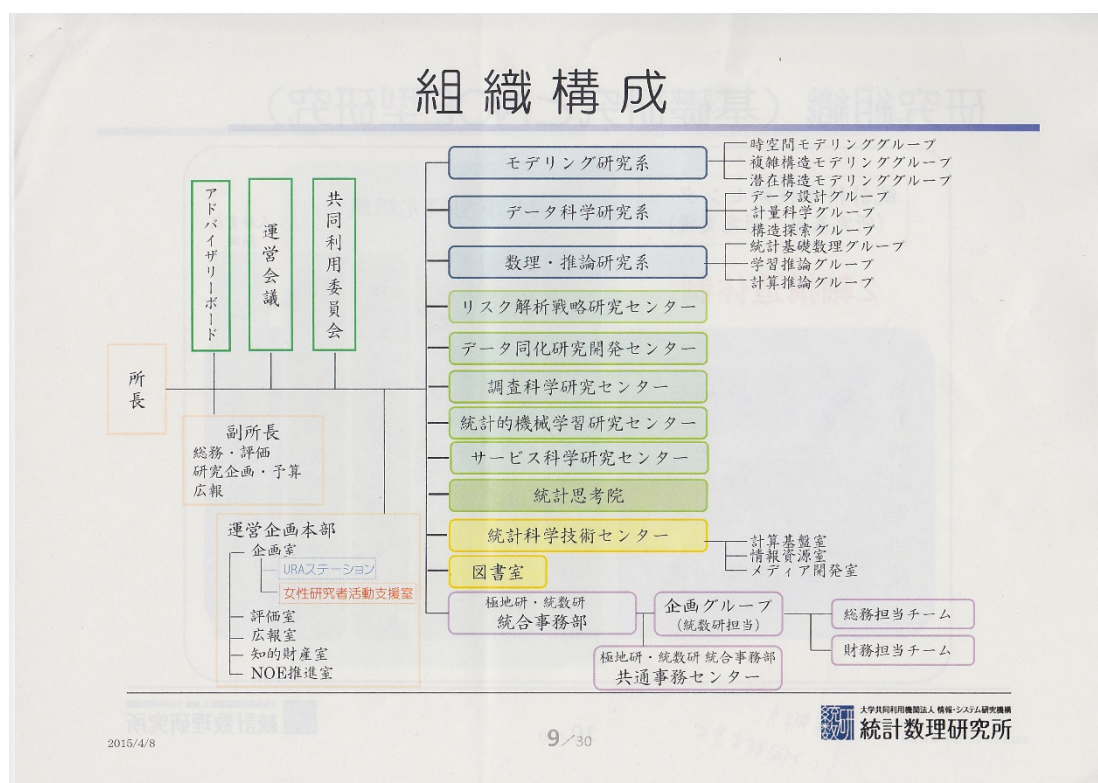 組織構成
アドバイザリーボード
運営会議
共同利用委員会
所長
副所長
総務・評価
研究企画・予算
広報
運営企画本部
企画室
URAステーション
女性研究者活動支援室
評価室
広報室
知的財産室
NOE推進室
モデリング研究系
時空間モデリンググループ
複雑構造モデリンググループ
潜在構造モデリンググループ
データ科学研究系
データ設計グループ
計量科学グループ
構造探索グループ
数理・推論研究系
統計基礎数理グループ
学習推論グループ
計算推論グループ
リスク解析戦略研究センター
データ同化研究開発センター
調査科学研究センター
統計的機械学習研究センター
サービス科学研究センター
統計思考院
統計科学技術センター
計算基盤室
情報資源室
メディア開発室
図書室
極地研・統数研
統合事務部
企画グループ
(統数研担当)
総務担当チーム
財務担当チーム
極地研・統数研 統合事務部
共通事務センター
2015/4/8
9/30
統数研
大学共同利用機関法人 情報・システム研究機構
統計数理研究所